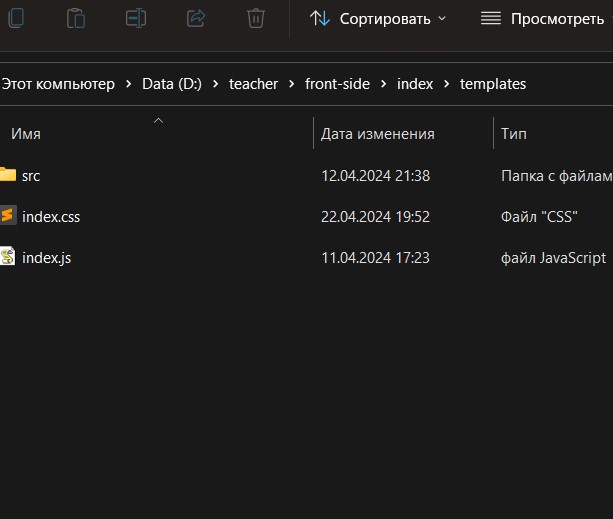 Сортировать Просмотреть
Этот компьютер > Data (D:) > teacher > front-side > index > templates
Имя Дата изменения Тип
src 12.04.2024 21:38 Папка с файлам
index.css 22.04.2024 19:52 Файл "CSS"
index.js 11.04.2024 17:23 файл JavaScript